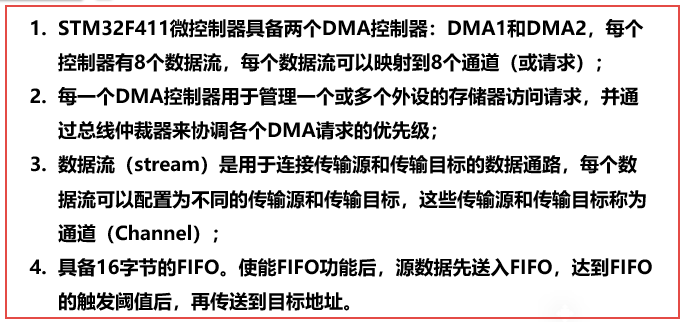 1. STM32F411微控制器具备两个DMA控制器：DMA1和DMA2，每个
控制器有8个数据流，每个数据流可以映射到8个通道（或请求）；
2. 每一个DMA控制器用于管理一个或多个外设的存储器访问请求，并通
过总线仲裁器来协调各个DMA请求的优先级；
3. 数据流（stream）是用于连接传输源和传输目标的数据通路，每个数
据流可以配置为不同的传输源和传输目标，这些传输源和传输目标称为
通道（Channel）；
4. 具备16字节的FIFO。使能FIFO功能后，源数据先送入FIFO，达到FIFO
的触发阈值后，再传送到目标地址。